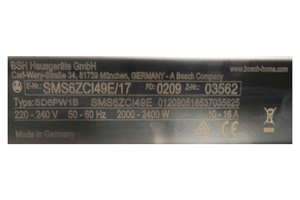 BSH Hausgeräte GmbH
Carl-Wery-Straße 34, 81739 München, GERMANY - A Bosch Company
www.bosch-home.com
E-Nr.: SMS6ZCI49E/17 FD: 0209 Z-Nr.: 03562
Type: SD6PW1B SMS6ZCI49E
220 - 240 V 50 - 60 Hz 2000 - 2400 W 10 - 16 A
Made in Germany